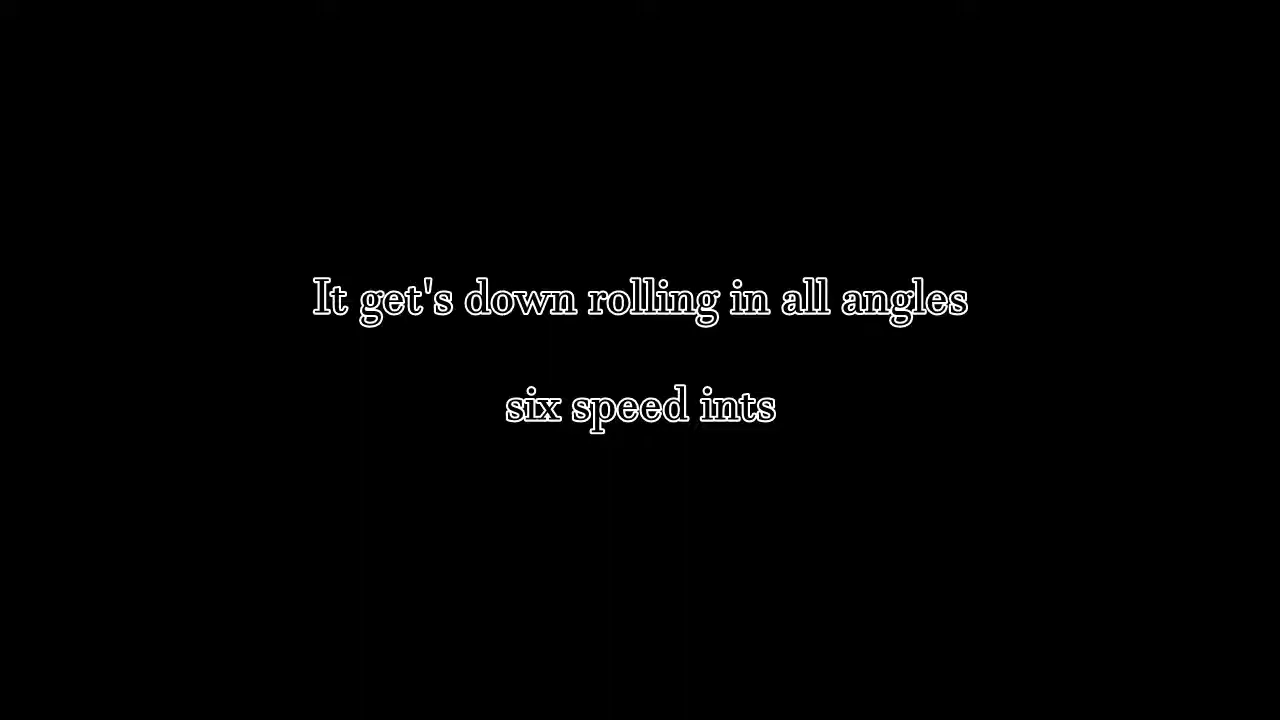 It get's down rolling in all angles
six speed ints